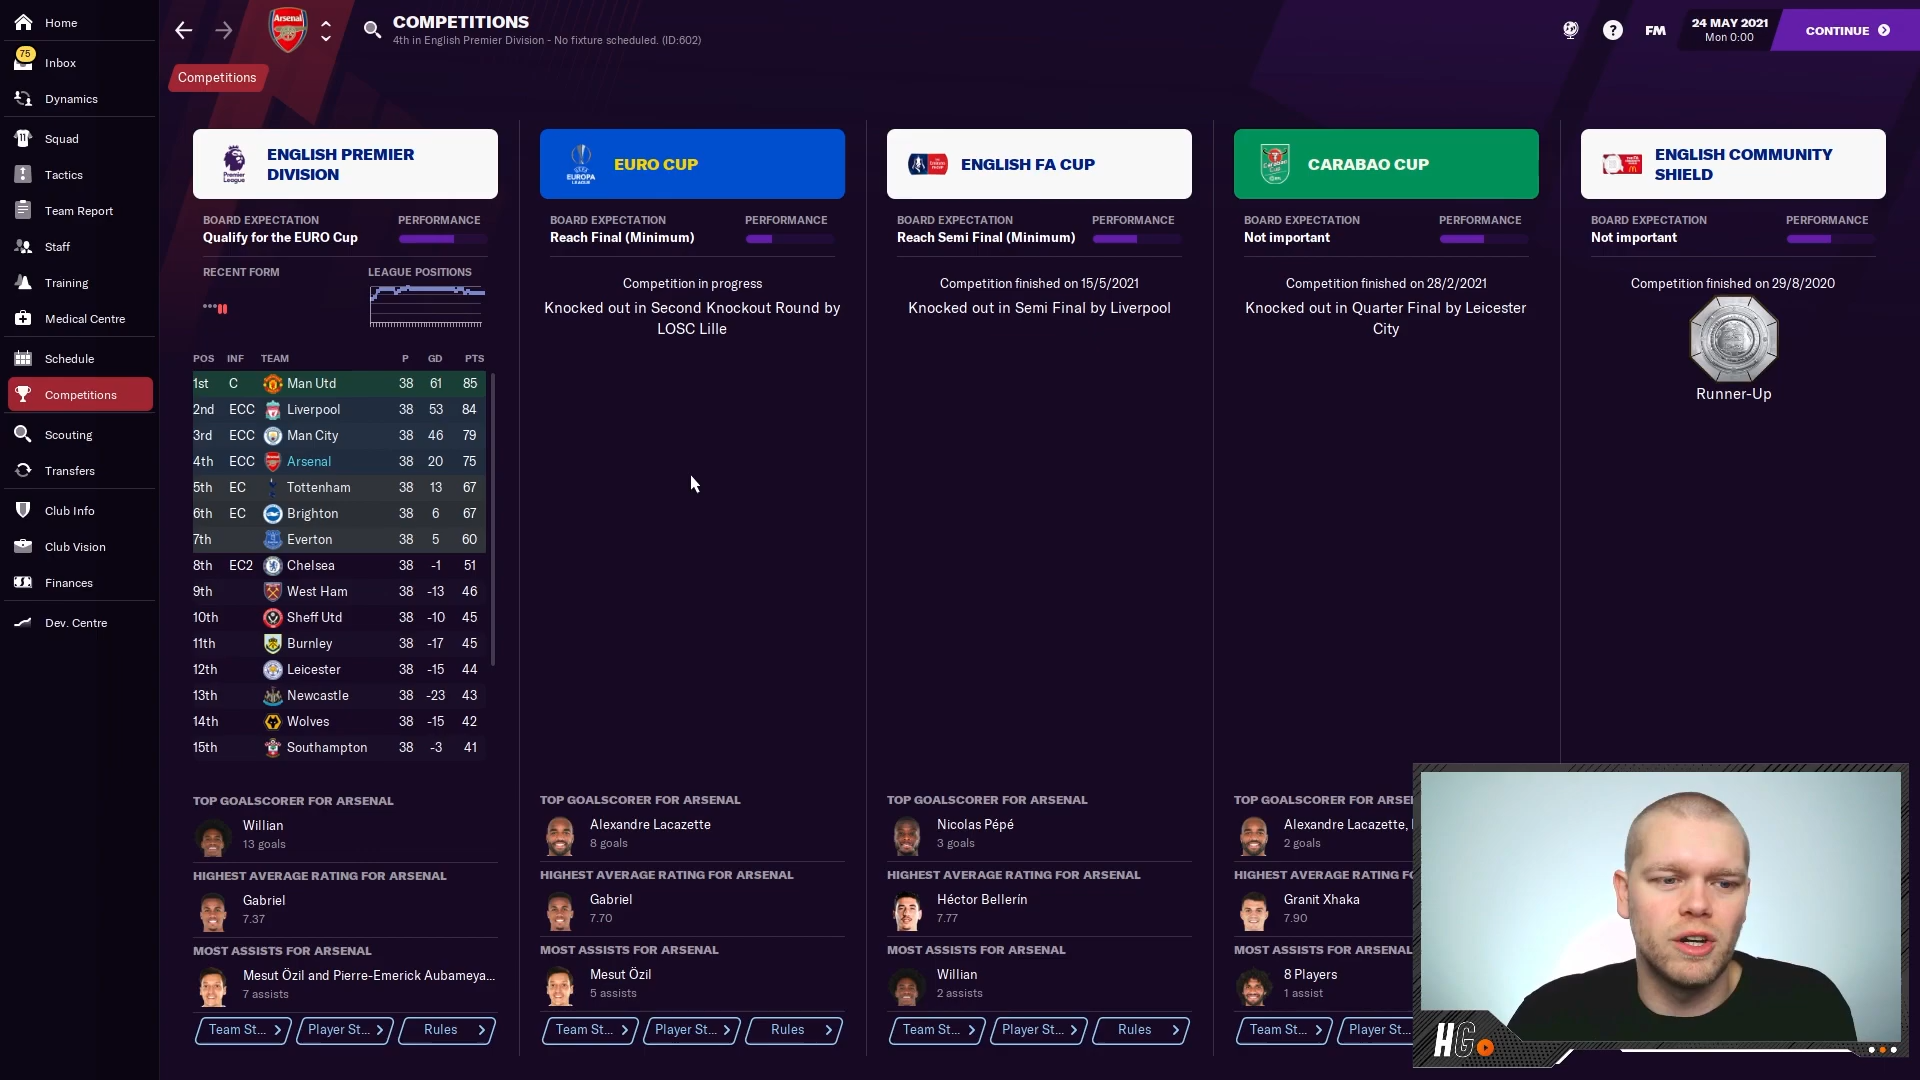 Home
75
Inbox
Dynamics
Squad
Tactics
Team Report
Staff
Training
Medical Centre
Schedule
Competitions
Scouting
Transfers
Club Info
Club Vision
Finances
Dev. Centre
Arsenal
COMPETITIONS
4th in English Premier Division - No fixture scheduled. (ID:602)
FM
24 MAY 2021
Mon 0:00
CONTINUE
Competitions
Premier League
ENGLISH PREMIER DIVISION
BOARD EXPECTATION PERFORMANCE
Qualify for the EURO Cup
RECENT FORM LEAGUE POSITIONS
POS INF TEAM P GD PTS
1st C Man Utd 38 61 85
2nd ECC Liverpool 38 53 84
3rd ECC Man City 38 46 79
4th ECC Arsenal 38 20 75
5th EC Tottenham 38 13 67
6th EC Brighton 38 6 67
7th Everton 38 5 60
8th EC2 Chelsea 38 -1 51
9th West Ham 38 -13 46
10th Sheff Utd 38 -10 45
11th Burnley 38 -17 45
12th Leicester 38 -15 44
13th Newcastle 38 -23 43
14th Wolves 38 -15 42
15th Southampton 38 -3 41
TOP GOALSCORER FOR ARSENAL
Willian
13 goals
HIGHEST AVERAGE RATING FOR ARSENAL
Gabriel
7.37
MOST ASSISTS FOR ARSENAL
Mesut Özil and Pierre-Emerick Aubameya...
7 assists
Team St... Player St... Rules
EUROPA LEAGUE
EURO CUP
BOARD EXPECTATION PERFORMANCE
Reach Final (Minimum)
Competition in progress
Knocked out in Second Knockout Round by
LOSC Lille
TOP GOALSCORER FOR ARSENAL
Alexandre Lacazette
8 goals
HIGHEST AVERAGE RATING FOR ARSENAL
Gabriel
7.70
MOST ASSISTS FOR ARSENAL
Mesut Özil
5 assists
Team St... Player St... Rules
ENGLISH FA CUP
BOARD EXPECTATION PERFORMANCE
Reach Semi Final (Minimum)
Competition finished on 15/5/2021
Knocked out in Semi Final by Liverpool
TOP GOALSCORER FOR ARSENAL
Nicolas Pépé
3 goals
HIGHEST AVERAGE RATING FOR ARSENAL
Héctor Bellerín
7.77
MOST ASSISTS FOR ARSENAL
Willian
2 assists
Team St... Player St... Rules
CARABAO CUP
BOARD EXPECTATION PERFORMANCE
Not important
Competition finished on 28/2/2021
Knocked out in Quarter Final by Leicester
City
TOP GOALSCORER FOR ARSE
Alexandre Lacazette,
2 goals
HIGHEST AVERAGE RATING FO
Granit Xhaka
7.90
MOST ASSISTS FOR ARSENAL
8 Players
1 assist
Team St... Player St...
ENGLISH COMMUNITY SHIELD
BOARD EXPECTATION PERFORMANCE
Not important
Competition finished on 29/8/2020
Runner-Up
HG